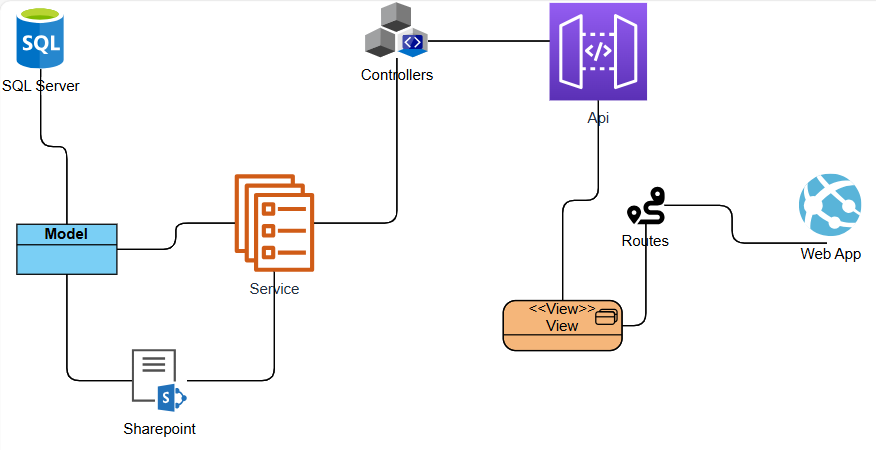 SQL
SQL Server
Controllers
</>
Api
Model
Service
Routes
Web App
<<View>>
View
S
Sharepoint